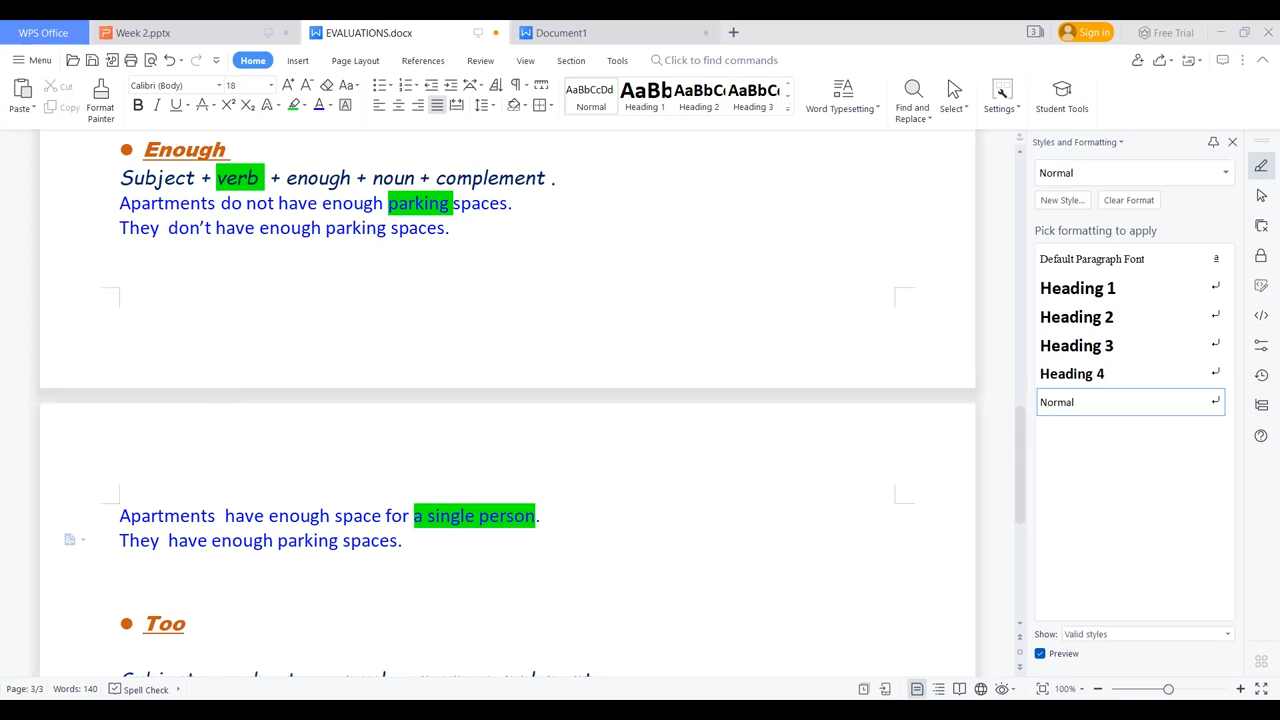 WPS Office
Week 2.pptx
EVALUATIONS.docx
Document1
Sign in
Free Trial
Menu
Home
Insert
Page Layout
References
Review
View
Section
Tools
Click to find commands
Paste
Cut
Copy
Format Painter
Calibri (Body)
18
AaBbCcDd
Normal
AaBb
Heading 1
AaBbCc
Heading 2
AaBbCc
Heading 3
Word Typesetting
Find and Replace
Select
Settings
Student Tools
Enough
Subject + verb + enough + noun + complement .
Apartments do not have enough parking spaces.
They don’t have enough parking spaces.
Apartments have enough space for a single person.
They have enough parking spaces.
Too
Styles and Formatting
Normal
New Style...
Clear Format
Pick formatting to apply
Default Paragraph Font
a
Heading 1
Heading 2
Heading 3
Heading 4
Normal
Show:
Valid styles
Preview
Page: 3/3
Words: 140
Spell Check
100%